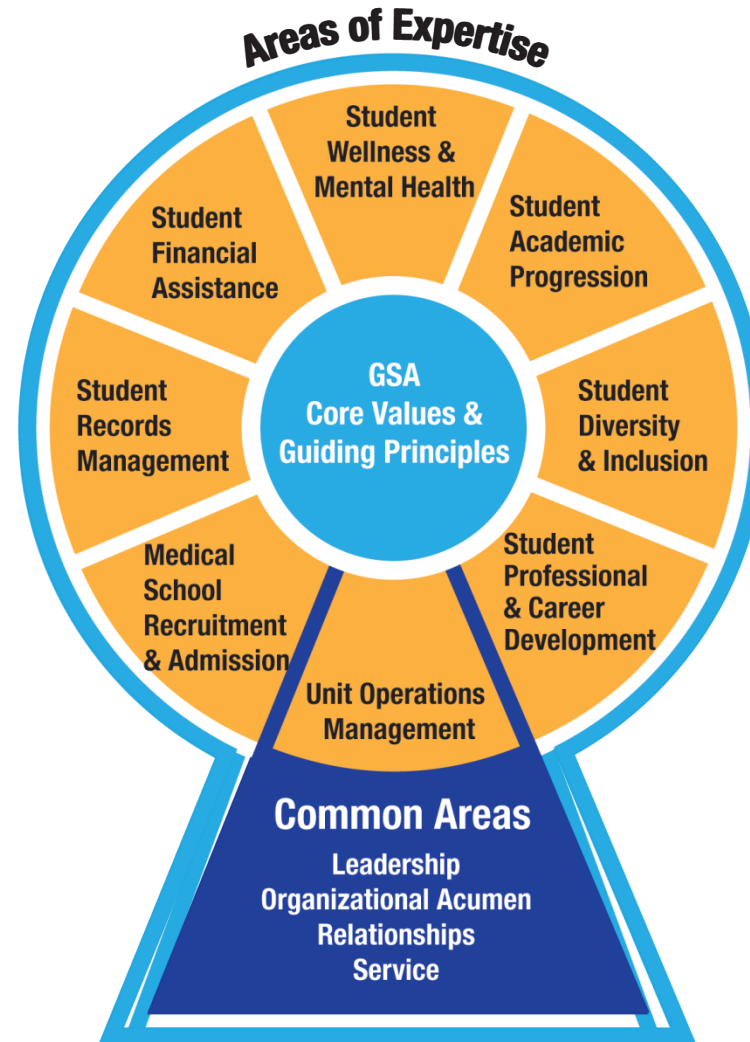 Areas of Expertise
Student
Wellness &
Mental Health
Student
Academic
Progression
Student
Diversity
& Inclusion
Student
Professional
& Career
Development
Unit Operations
Management
Medical
School
Recruitment
& Admission
Student
Records
Management
Student
Financial
Assistance
GSA
Core Values &
Guiding Principles
Common Areas
Leadership
Organizational Acumen
Relationships
Service